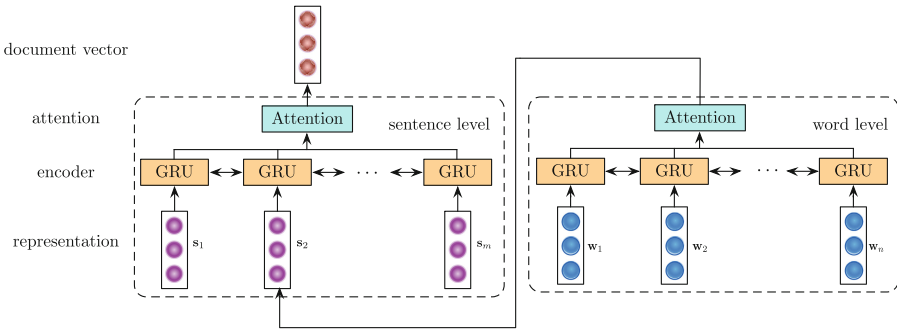 document vector
attention
Attention
sentence level
Attention
word level
encoder
GRU
GRU
...
GRU
GRU
GRU
...
GRU
representation
s1
s2
sm
w1
w2
wn